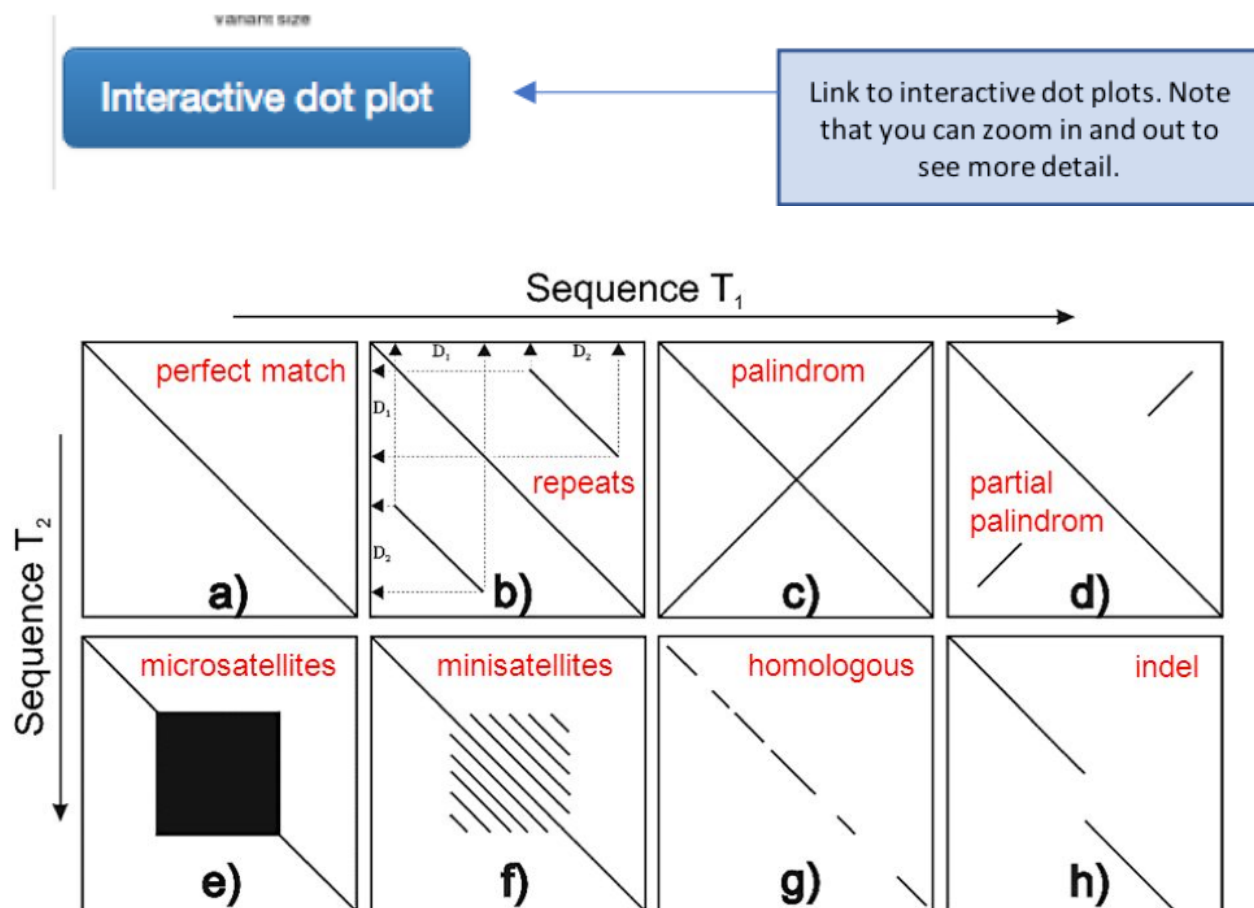 variant size
Interactive dot plot
Link to interactive dot plots. Note
that you can zoom in and out to
see more detail.
Sequence T₁
Sequence T₂
perfect match
a)
D₁
D₂
D₁
D₂
repeats
b)
palindrom
c)
partial
palindrom
d)
microsatellites
e)
minisatellites
f)
homologous
g)
indel
h)